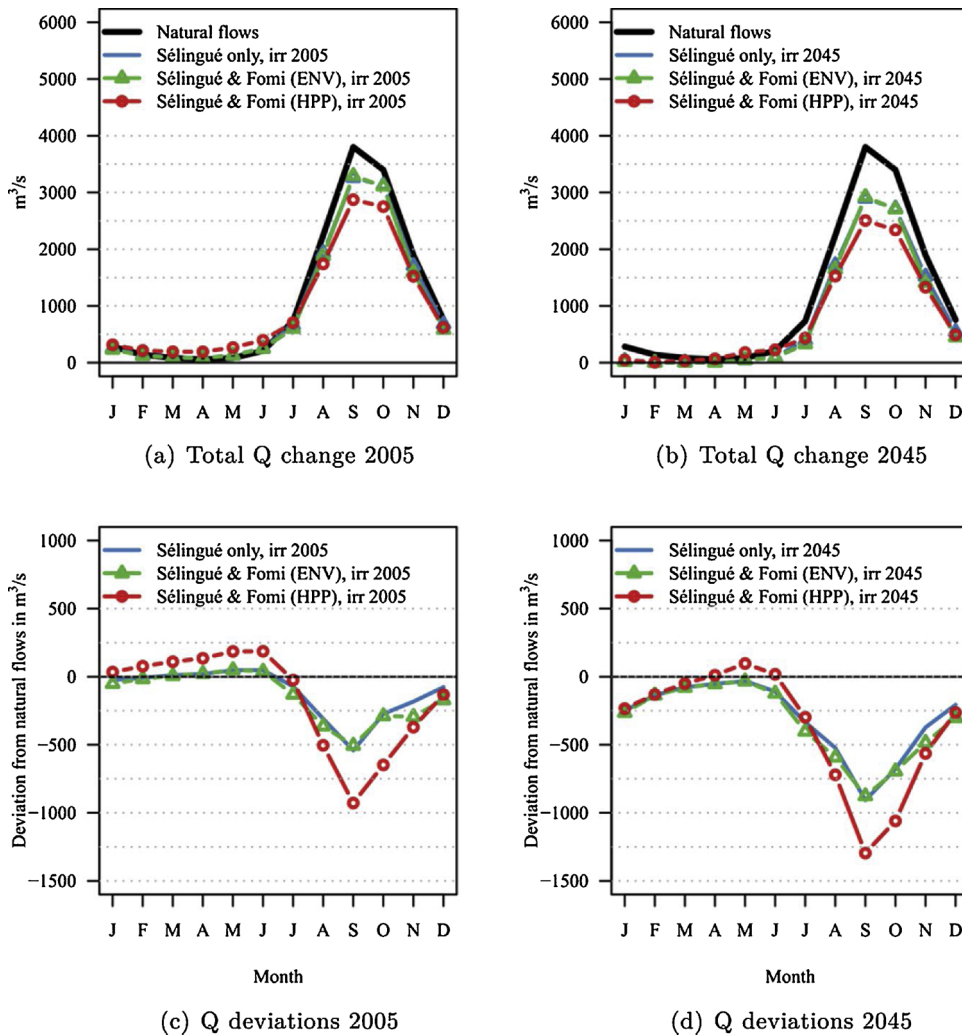 6000
5000
4000
3000
2000
1000
0
m³/s
Natural flows
Sélingué only, irr 2005
Sélingué & Fomi (ENV), irr 2005
Sélingué & Fomi (HPP), irr 2005
J F M A M J J A S O N D
(a) Total Q change 2005
6000
5000
4000
3000
2000
1000
0
m³/s
Natural flows
Sélingué only, irr 2045
Sélingué & Fomi (ENV), irr 2045
Sélingué & Fomi (HPP), irr 2045
J F M A M J J A S O N D
(b) Total Q change 2045
1000
500
0
−500
−1000
−1500
Deviation from natural flows in m³/s
Sélingué only, irr 2005
Sélingué & Fomi (ENV), irr 2005
Sélingué & Fomi (HPP), irr 2005
J F M A M J J A S O N D
Month
(c) Q deviations 2005
1000
500
0
−500
−1000
−1500
Deviation from natural flows in m³/s
Sélingué only, irr 2045
Sélingué & Fomi (ENV), irr 2045
Sélingué & Fomi (HPP), irr 2045
J F M A M J J A S O N D
Month
(d) Q deviations 2045